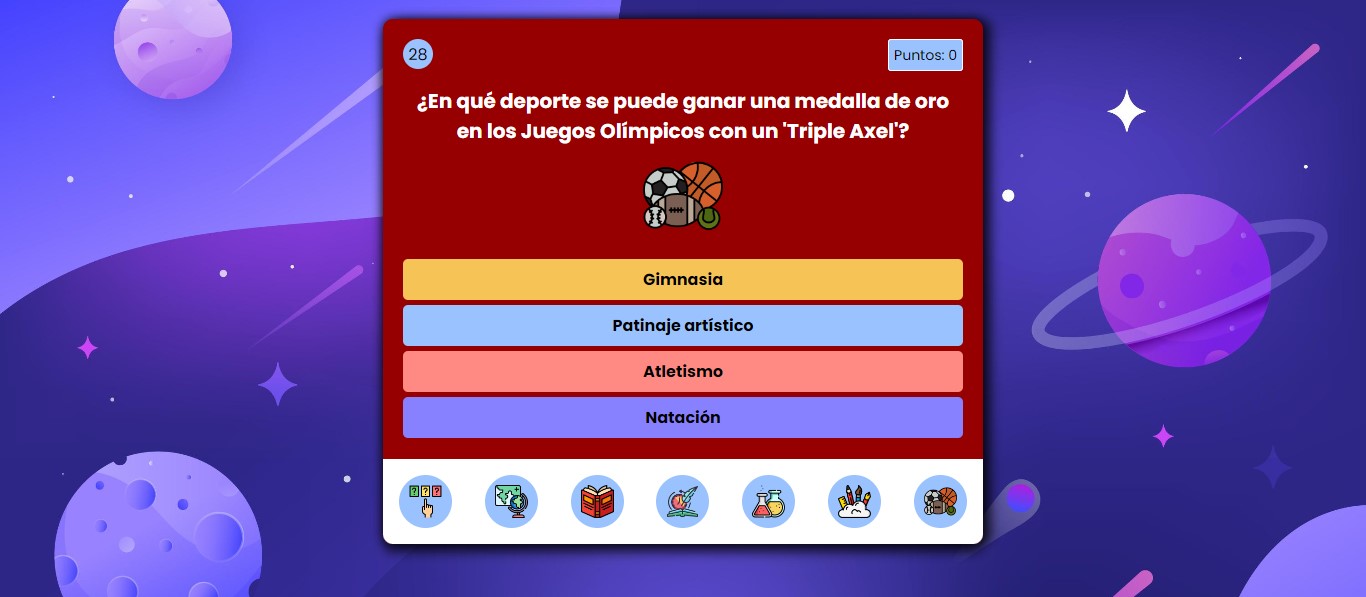 28
Puntos: 0
¿En qué deporte se puede ganar una medalla de oro
en los Juegos Olímpicos con un 'Triple Axel'?
Gimnasia
Patinaje artístico
Atletismo
Natación
? ? ?